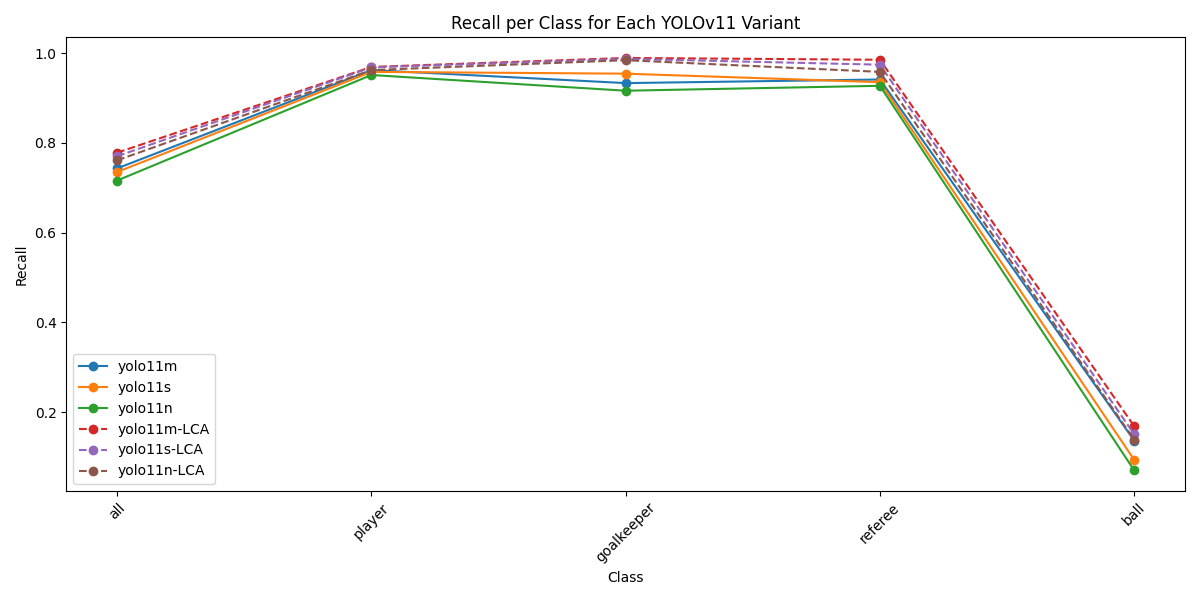 Recall per Class for Each YOLOv11 Variant
1.0
0.8
0.6
0.4
0.2
Recall
yolo11m
yolo11s
yolo11n
yolo11m-LCA
yolo11s-LCA
yolo11n-LCA
all
player
goalkeeper
referee
ball
Class